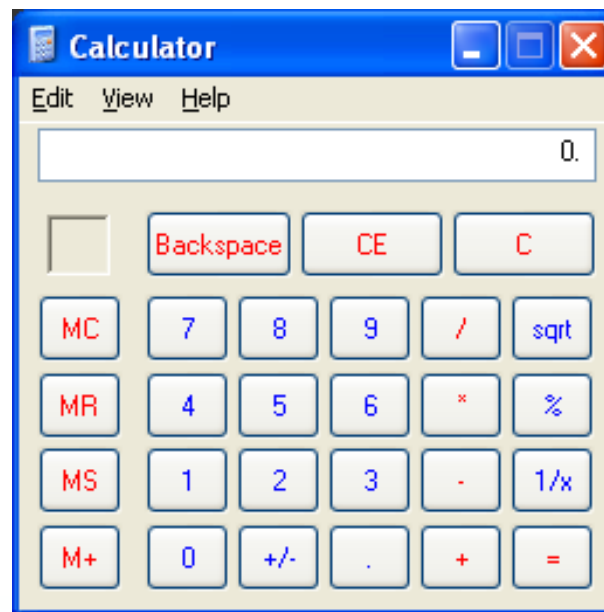 Calculator
Edit View Help
0.
Backspace CE C
MC 7 8 9 / sqrt
MR 4 5 6 * %
MS 1 2 3 - 1/x
M+ 0 +/- . + =